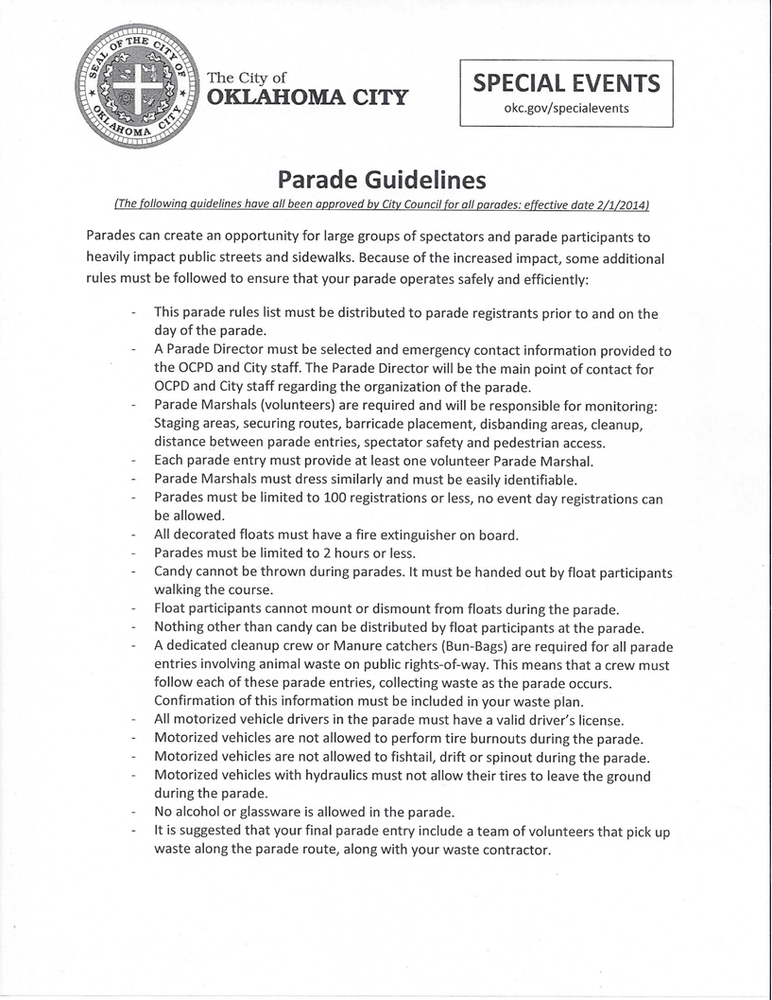 SEAL OF THE CITY OF
OKLAHOMA CITY
The City of
OKLAHOMA CITY
SPECIAL EVENTS
okc.gov/specialevents
Parade Guidelines
(The following guidelines have all been approved by City Council for all parades: effective date 2/1/2014)
Parades can create an opportunity for large groups of spectators and parade participants to
heavily impact public streets and sidewalks. Because of the increased impact, some additional
rules must be followed to ensure that your parade operates safely and efficiently:
- This parade rules list must be distributed to parade registrants prior to and on the
day of the parade.
- A Parade Director must be selected and emergency contact information provided to
the OCPD and City staff. The Parade Director will be the main point of contact for
OCPD and City staff regarding the organization of the parade.
- Parade Marshals (volunteers) are required and will be responsible for monitoring:
Staging areas, securing routes, barricade placement, disbanding areas, cleanup,
distance between parade entries, spectator safety and pedestrian access.
- Each parade entry must provide at least one volunteer Parade Marshal.
- Parade Marshals must dress similarly and must be easily identifiable.
- Parades must be limited to 100 registrations or less, no event day registrations can
be allowed.
- All decorated floats must have a fire extinguisher on board.
- Parades must be limited to 2 hours or less.
- Candy cannot be thrown during parades. It must be handed out by float participants
walking the course.
- Float participants cannot mount or dismount from floats during the parade.
- Nothing other than candy can be distributed by float participants at the parade.
- A dedicated cleanup crew or Manure catchers (Bun-Bags) are required for all parade
entries involving animal waste on public rights-of-way. This means that a crew must
follow each of these parade entries, collecting waste as the parade occurs.
Confirmation of this information must be included in your waste plan.
- All motorized vehicle drivers in the parade must have a valid driver's license.
- Motorized vehicles are not allowed to perform tire burnouts during the parade.
- Motorized vehicles are not allowed to fishtail, drift or spinout during the parade.
- Motorized vehicles with hydraulics must not allow their tires to leave the ground
during the parade.
- No alcohol or glassware is allowed in the parade.
- It is suggested that your final parade entry include a team of volunteers that pick up
waste along the parade route, along with your waste contractor.